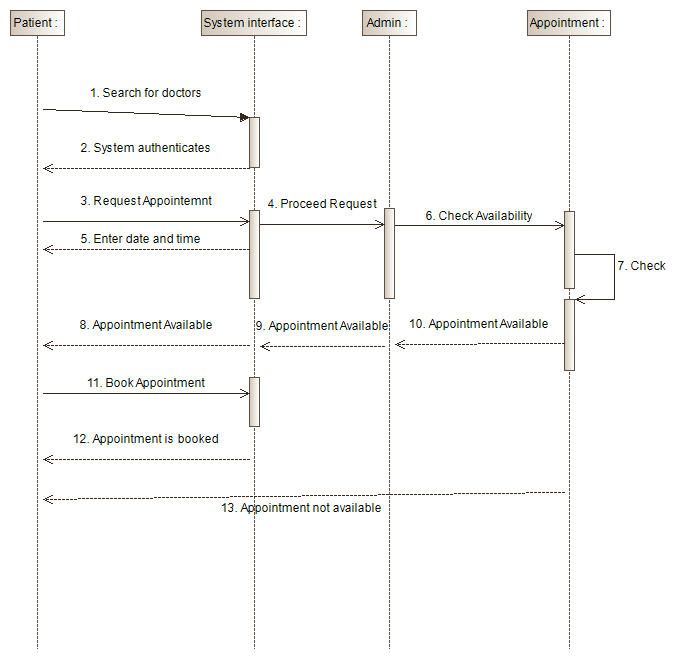 Patient :
System interface :
Admin :
Appointment :
1. Search for doctors
2. System authenticates
3. Request Appointemnt
4. Proceed Request
6. Check Availability
5. Enter date and time
7. Check
8. Appointment Available
9. Appointment Available
10. Appointment Available
11. Book Appointment
12. Appointment is booked
13. Appointment not available